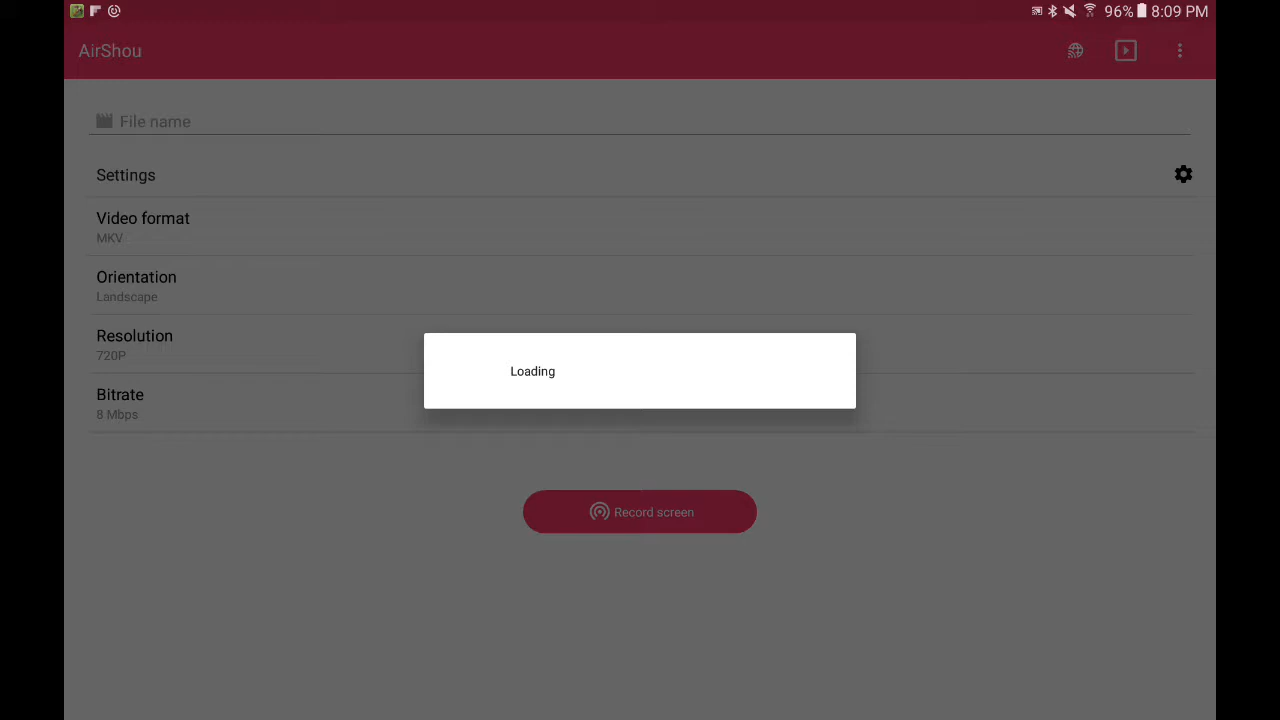 96% 8:09 PM
AirShou
File name
Settings
Video format
MKV
Orientation
Landscape
Resolution
720P
Bitrate
8 Mbps
Loading
Record screen